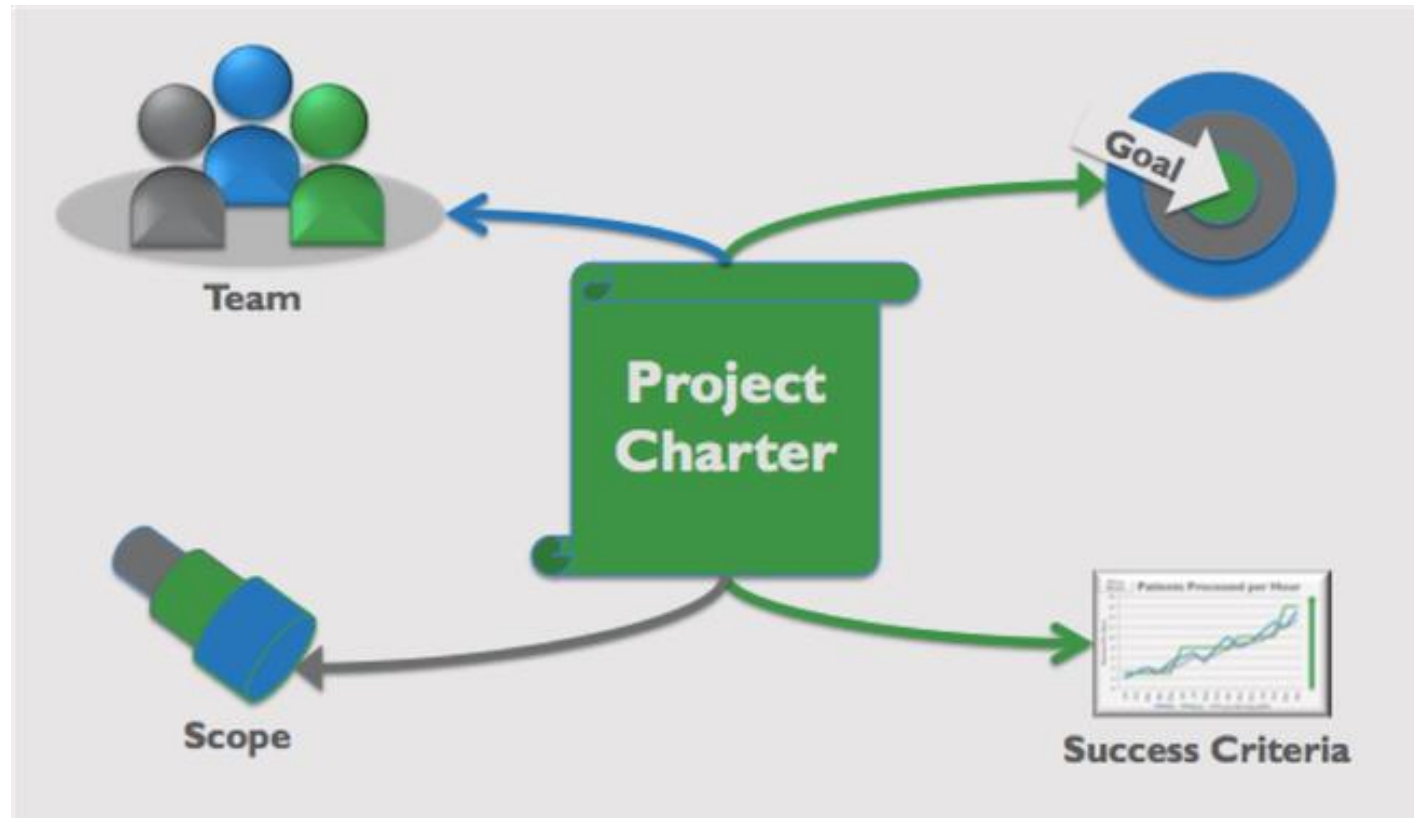 Goal
Team
Project
Charter
Scope
Patients Processed per Hour
Success Criteria